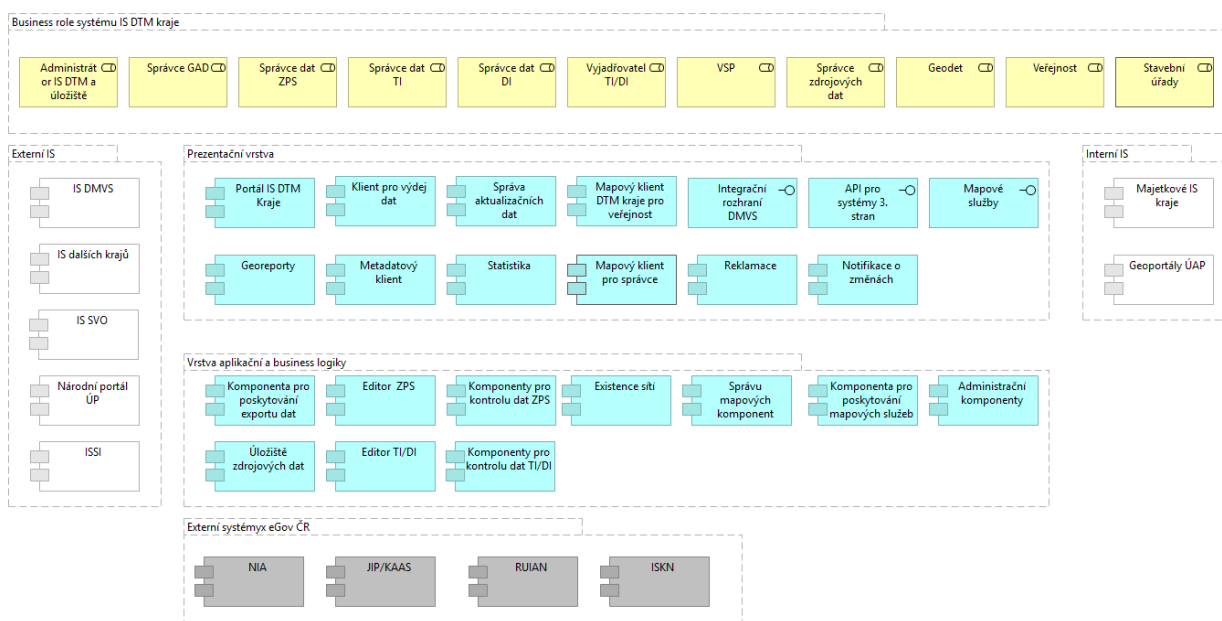 Business role systému IS DTM kraje
Administrát
or IS DTM a
úložiště
Správce GAD
Správce dat
ZPS
Správce dat
TI
Správce dat
DI
Vyjadřovatel
TI/DI
VSP
Správce
zdrojových
dat
Geodet
Veřejnost
Stavební
úřady
Externí IS
IS DMVS
IS dalších krajů
IS SVO
Národní portál
ÚP
ISSI
Prezentační vrstva
Portál IS DTM
Kraje
Klient pro výdej
dat
Správa
aktualizačních
dat
Mapový klient
DTM kraje pro
veřejnost
Integrační
rozhraní
DMVS
API pro
systémy 3.
stran
Mapové
služby
Georeporty
Metadatový
klient
Statistika
Mapový klient
pro správce
Reklamace
Notifikace o
změnách
Interní IS
Majetkové IS
kraje
Geoportály ÚAP
Vrstva aplikační a business logiky
Komponenta pro
poskytování
exportu dat
Editor ZPS
Komponenty pro
kontrolu dat ZPS
Existence sítí
Správu
mapových
komponent
Komponenta pro
poskytování
mapových služeb
Administrační
komponenty
Úložiště
zdrojových dat
Editor TI/DI
Komponenty pro
kontrolu dat TI/DI
Externí systémyx eGov ČR
NIA
JIP/KAAS
RUIAN
ISKN